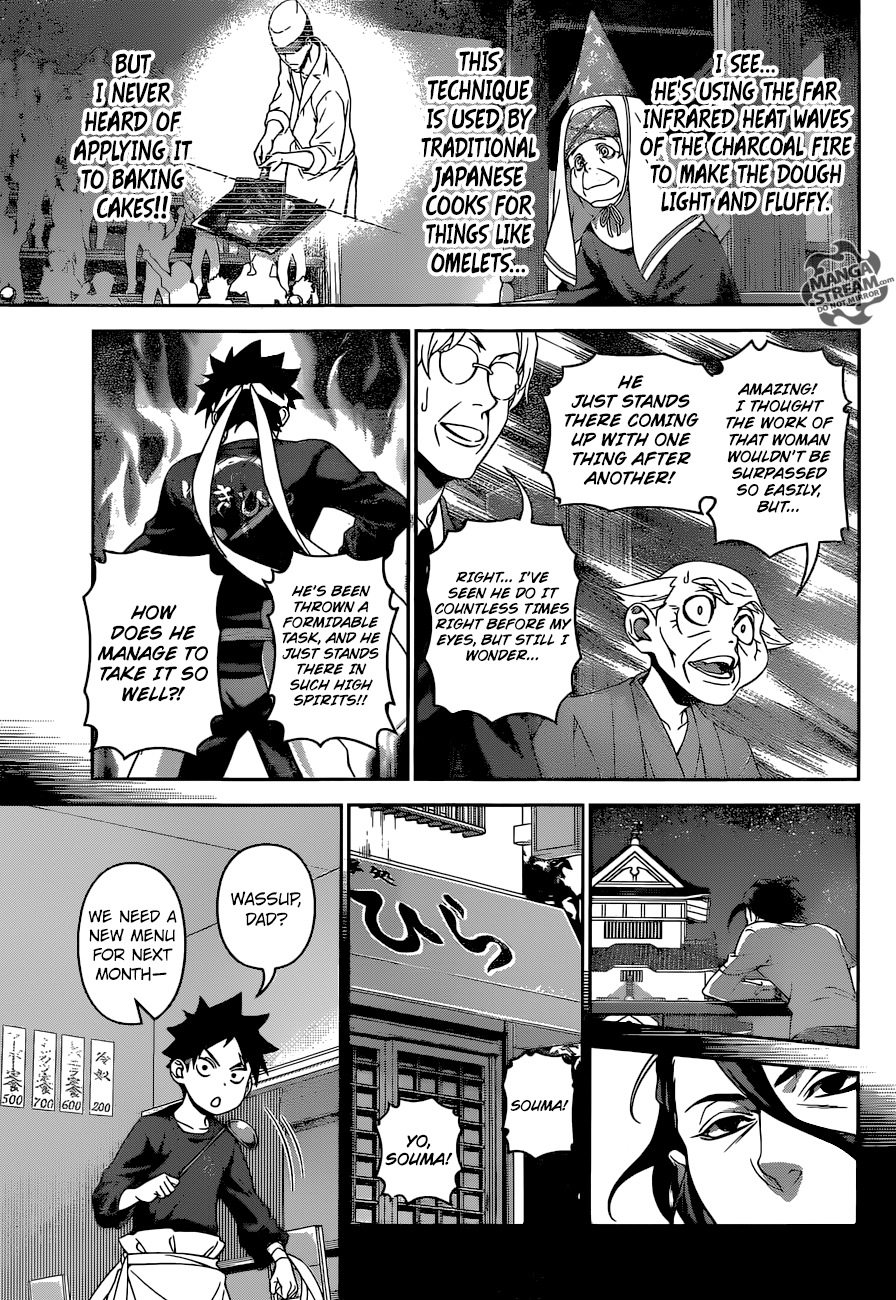 I SEE...
HE'S USING THE FAR
INFRARED HEAT WAVES
OF THE CHARCOAL FIRE
TO MAKE THE DOUGH
LIGHT AND FLUFFY.
THIS
TECHNIQUE
IS USED BY
TRADITIONAL
JAPANESE
COOKS FOR
THINGS LIKE
OMELETS...
BUT
I NEVER
HEARD OF
APPLYING IT
TO BAKING
CAKES!!
MANGA
STREAM.com
DO NOT MIRROR
AMAZING!
I THOUGHT
THE WORK OF
THAT WOMAN
WOULDN'T BE
SURPASSED
SO EASILY,
BUT...
HE
JUST STANDS
THERE COMING
UP WITH ONE
THING AFTER
ANOTHER!
RIGHT... I'VE
SEEN HE DO IT
COUNTLESS TIMES
RIGHT BEFORE MY
EYES, BUT STILL I
WONDER...
HE'S BEEN
THROWN A
FORMIDABLE
TASK, AND HE
JUST STANDS
THERE IN
SUCH HIGH
SPIRITS!!
HOW
DOES HE
MANAGE TO
TAKE IT SO
WELL?!
ひら
SOUMA!
YO,
SOUMA!
WASSUP,
DAD?
WE NEED A
NEW MENU
FOR NEXT
MONTH—
冷奴
200
600
700
500